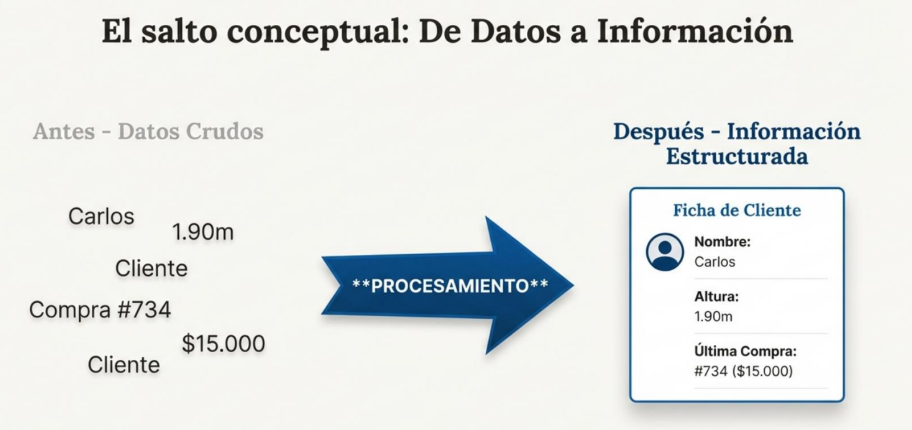 El salto conceptual: De Datos a Información
Antes - Datos Crudos
Carlos
1.90m
Cliente
Compra #734
$15.000
Cliente
**PROCESAMIENTO**
Después - Información
Estructurada
Ficha de Cliente
Nombre:
Carlos
Altura:
1.90m
Última Compra:
#734 ($15.000)